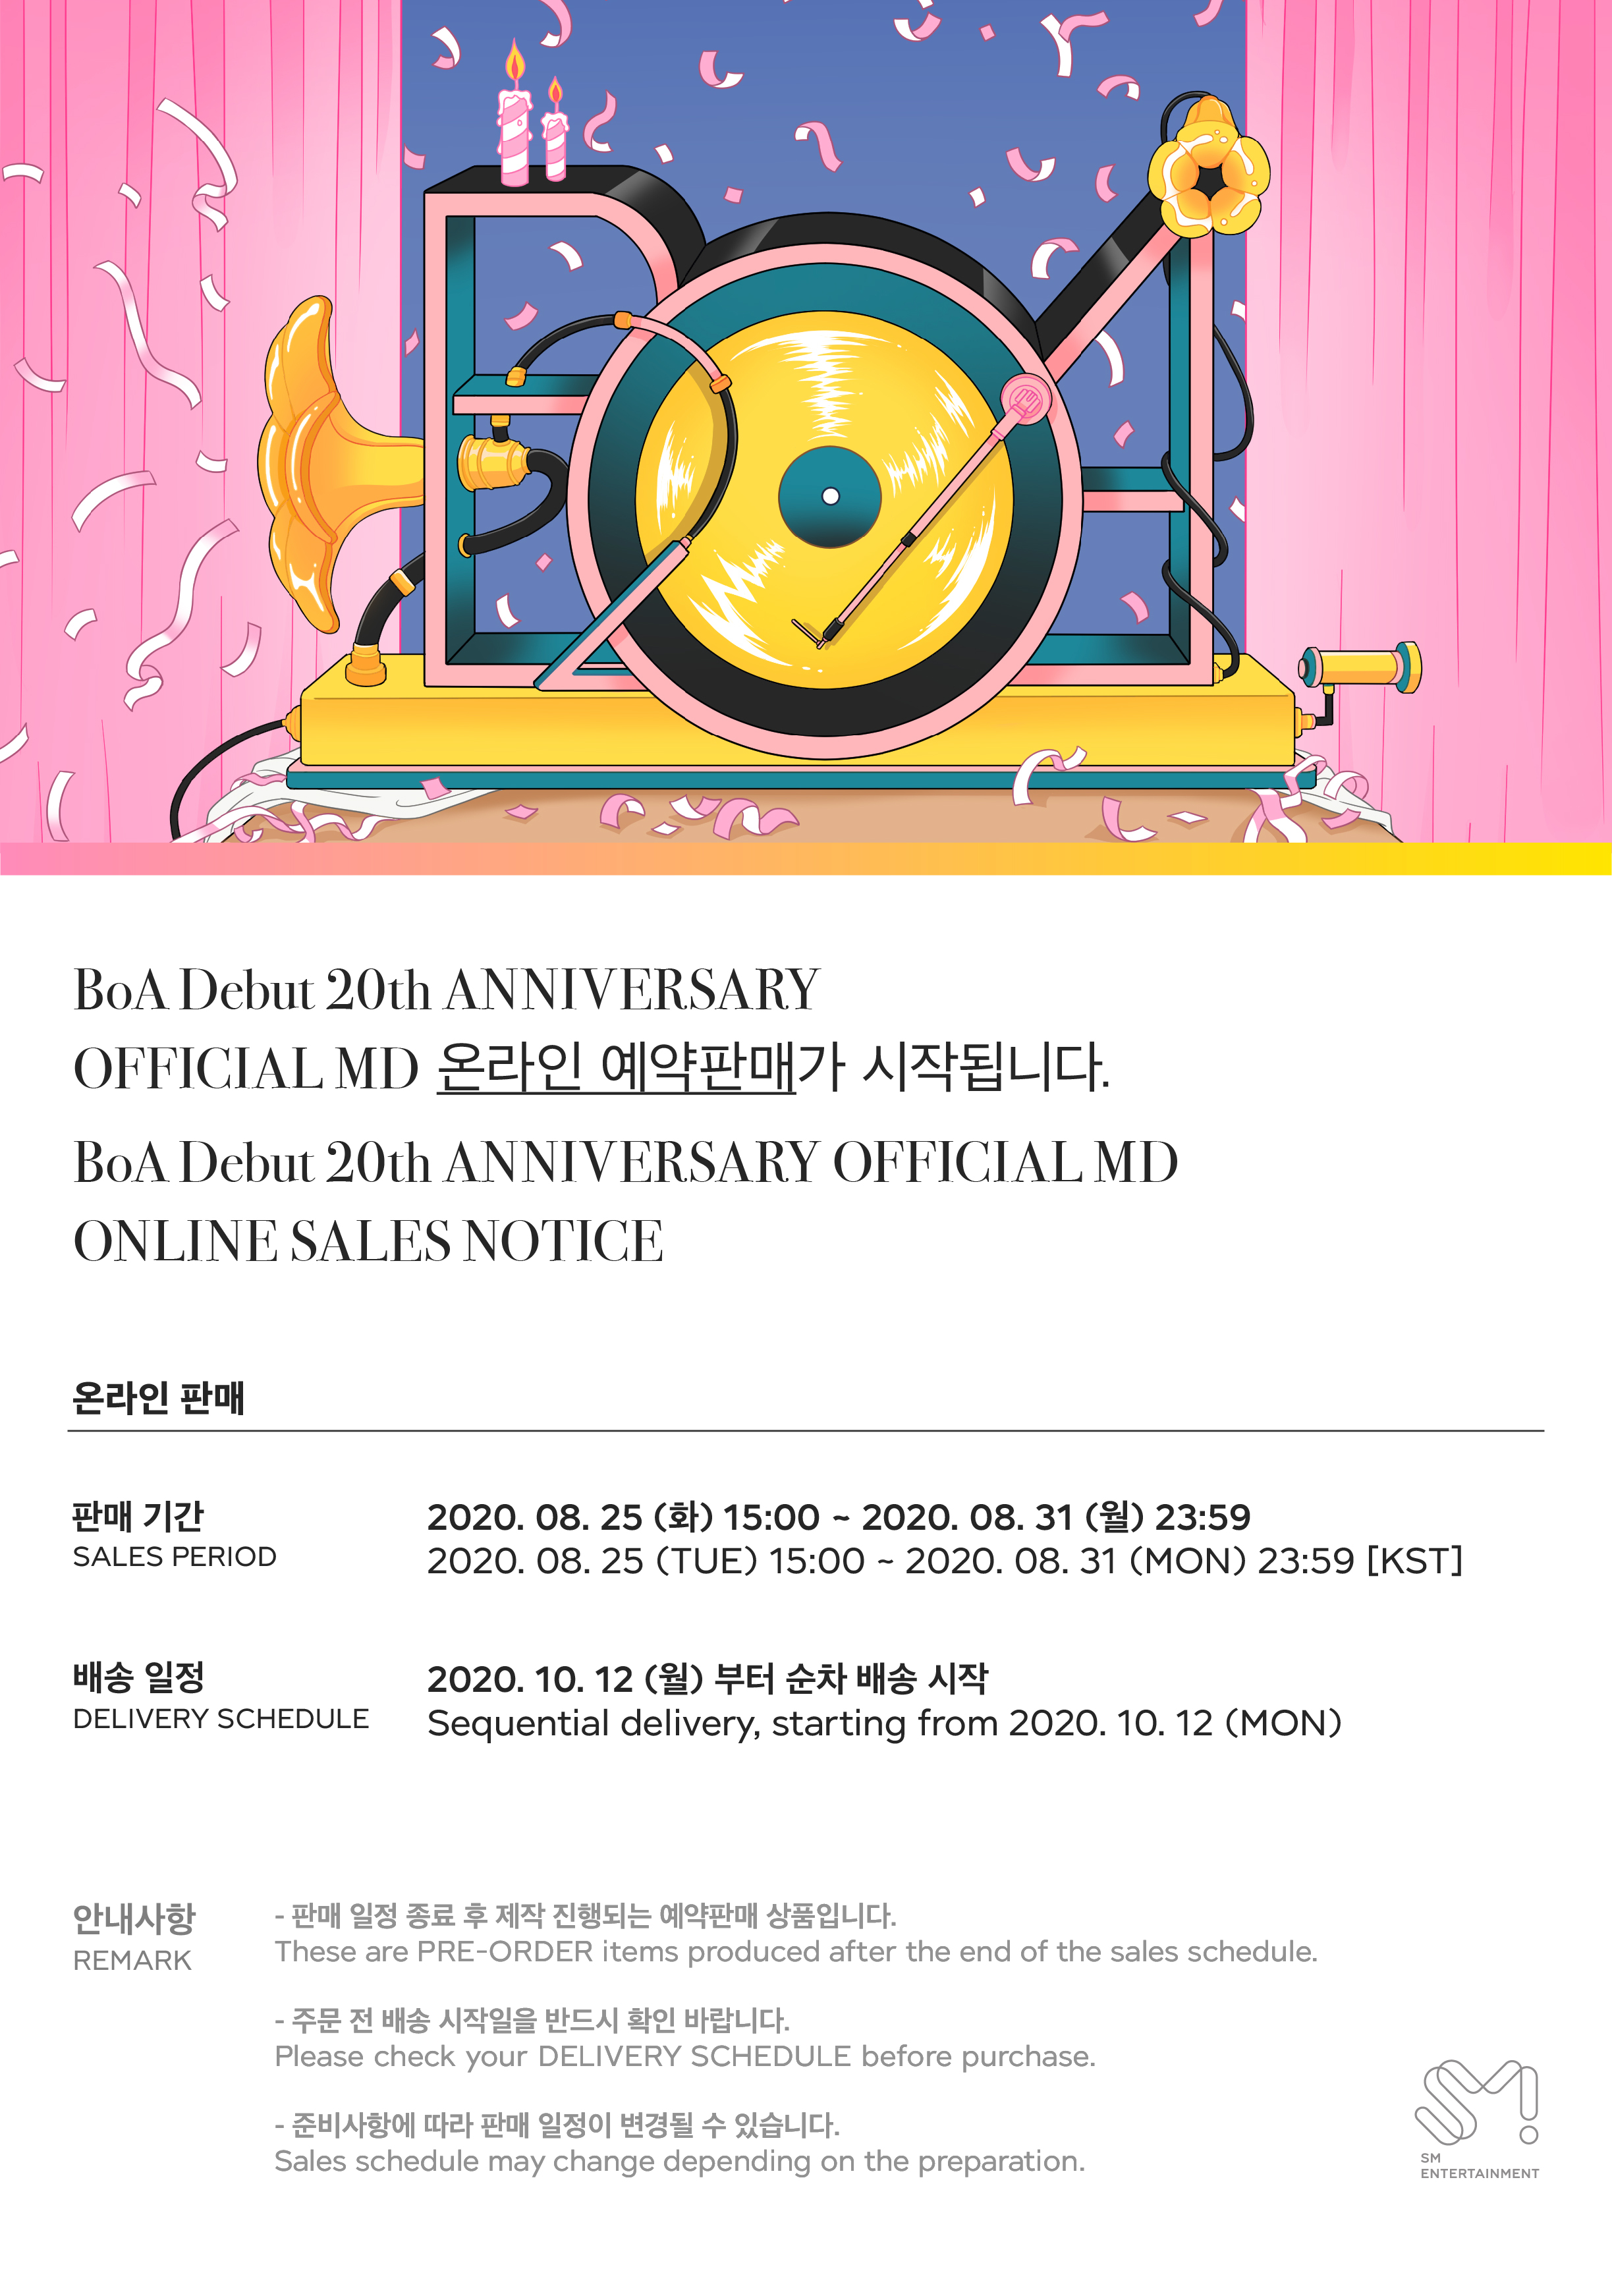 BoA Debut 20th ANNIVERSARY
OFFICIAL MD 온라인 예약판매가 시작됩니다.
BoA Debut 20th ANNIVERSARY OFFICIAL MD
ONLINE SALES NOTICE
온라인 판매
판매 기간
SALES PERIOD
2020. 08. 25 (화) 15:00 ~ 2020. 08. 31 (월) 23:59
2020. 08. 25 (TUE) 15:00 ~ 2020. 08. 31 (MON) 23:59 [KST]
배송 일정
DELIVERY SCHEDULE
2020. 10. 12 (월) 부터 순차 배송 시작
Sequential delivery, starting from 2020. 10. 12 (MON)
안내사항
REMARK
- 판매 일정 종료 후 제작 진행되는 예약판매 상품입니다.
These are PRE-ORDER items produced after the end of the sales schedule.
- 주문 전 배송 시작일을 반드시 확인 바랍니다.
Please check your DELIVERY SCHEDULE before purchase.
- 준비사항에 따라 판매 일정이 변경될 수 있습니다.
Sales schedule may change depending on the preparation.
SM
ENTERTAINMENT